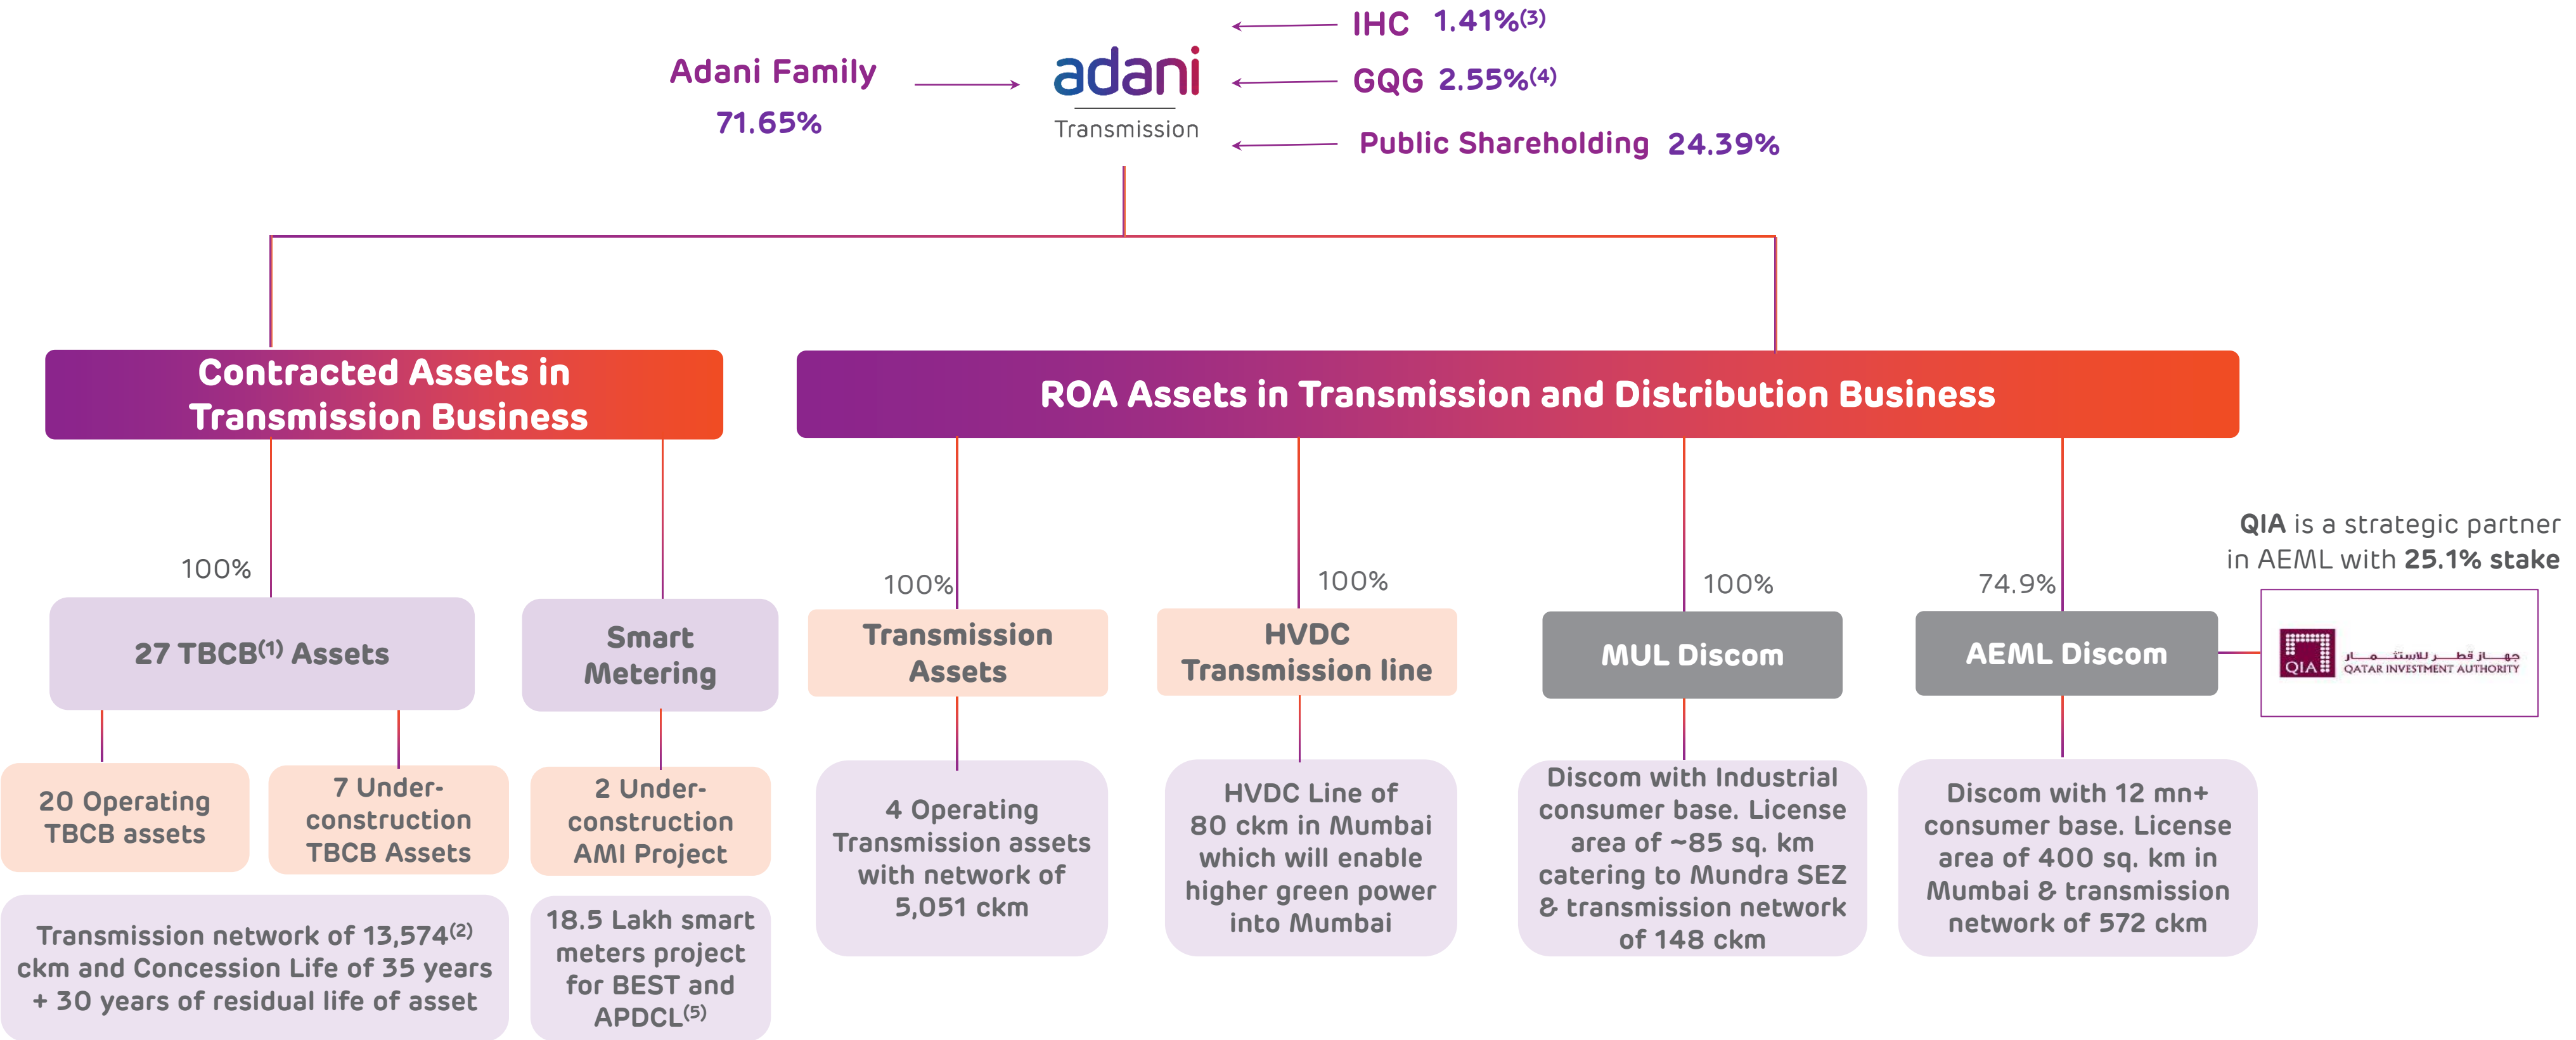 IHC 1.41%(3)
Adani Family
71.65%
adani
Transmission
GQG 2.55%(4)
Public Shareholding 24.39%
Contracted Assets in
Transmission Business
ROA Assets in Transmission and Distribution Business
100%
100%
100%
100%
74.9%
QIA is a strategic partner
in AEML with 25.1% stake
27 TBCB(1) Assets
Smart
Metering
Transmission
Assets
HVDC
Transmission line
MUL Discom
AEML Discom
QIA
جهاز قطر للاستثمار
QATAR INVESTMENT AUTHORITY
20 Operating
TBCB assets
7 Under-
construction
TBCB Assets
2 Under-
construction
AMI Project
Transmission network of 13,574(2)
ckm and Concession Life of 35 years
+ 30 years of residual life of asset
18.5 Lakh smart
meters project
for BEST and
APDCL(5)
4 Operating
Transmission assets
with network of
5,051 ckm
HVDC Line of
80 ckm in Mumbai
which will enable
higher green power
into Mumbai
Discom with Industrial
consumer base. License
area of ~85 sq. km
catering to Mundra SEZ
& transmission network
of 148 ckm
Discom with 12 mn+
consumer base. License
area of 400 sq. km in
Mumbai & transmission
network of 572 ckm